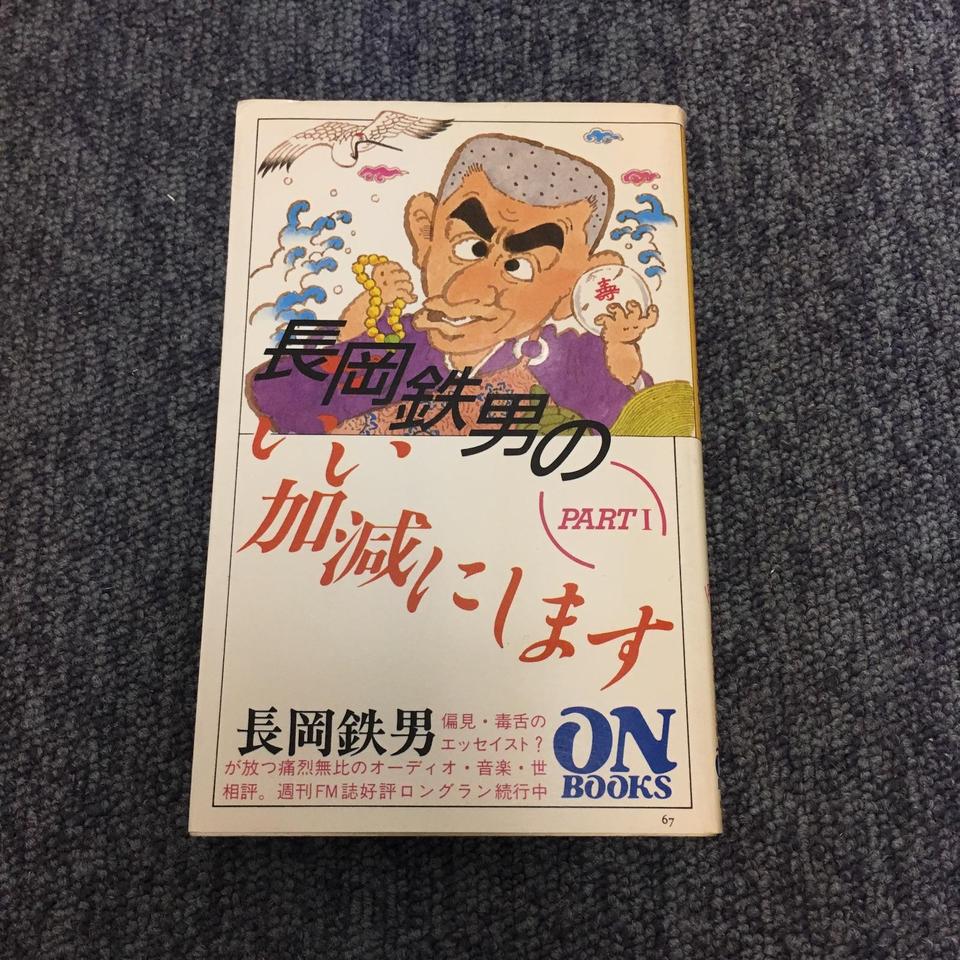 寿
長岡鉄男の
いい
加減にします
PART I
長岡鉄男
偏見・毒舌の
エッセイスト?
が放つ痛烈無比のオーディオ・音楽・世
相評。週刊FM誌好評ロングラン続行中
ON
BOOKS
67